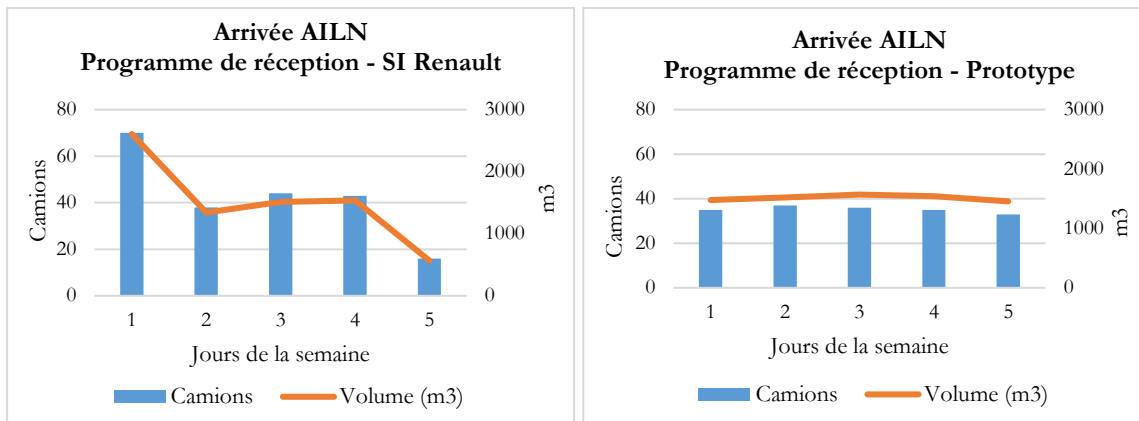 Arrivée AILN
Programme de réception - SI Renault
80
60
40
20
0
Camions
3000
2000
1000
0
m3
1 2 3 4 5
Jours de la semaine
Camions Volume (m3)
Arrivée AILN
Programme de réception - Prototype
80
60
40
20
0
Camions
3000
2000
1000
0
m3
1 2 3 4 5
Jours de la semaine
Camions Volume (m3)